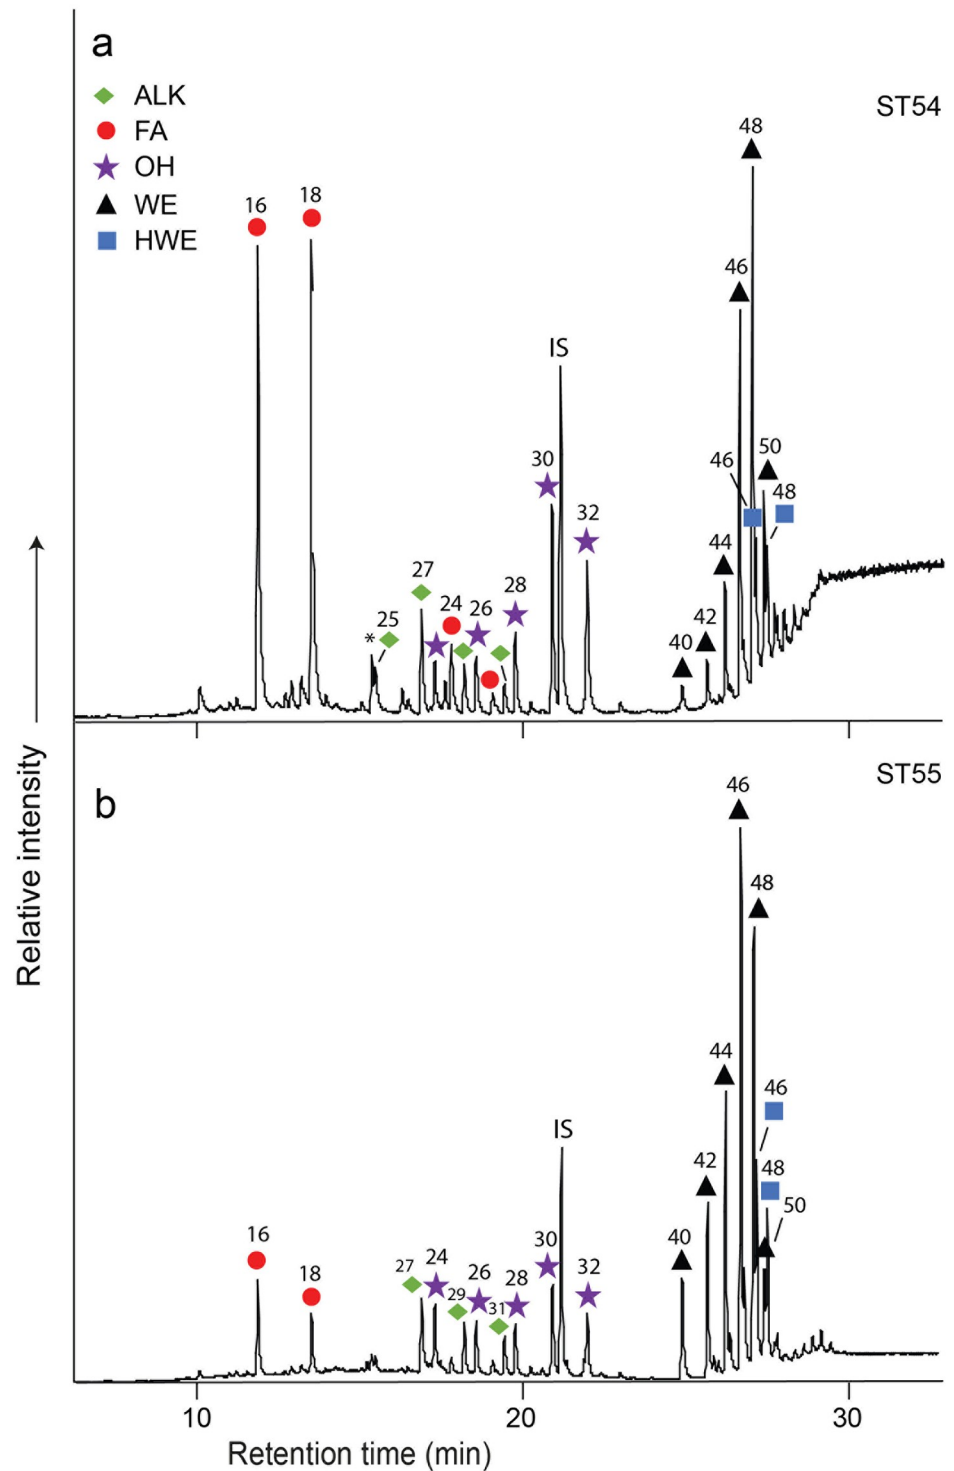 a
ALK
FA
OH
WE
HWE
ST54
16
18
IS
30
32
27
24
26
28
* 25
48
46
46
50
48
44
42
40
Relative intensity
b
ST55
46
48
44
46
42
48
50
40
IS
16
18
27
24
29
26
31
28
30
32
10
20
30
Retention time (min)